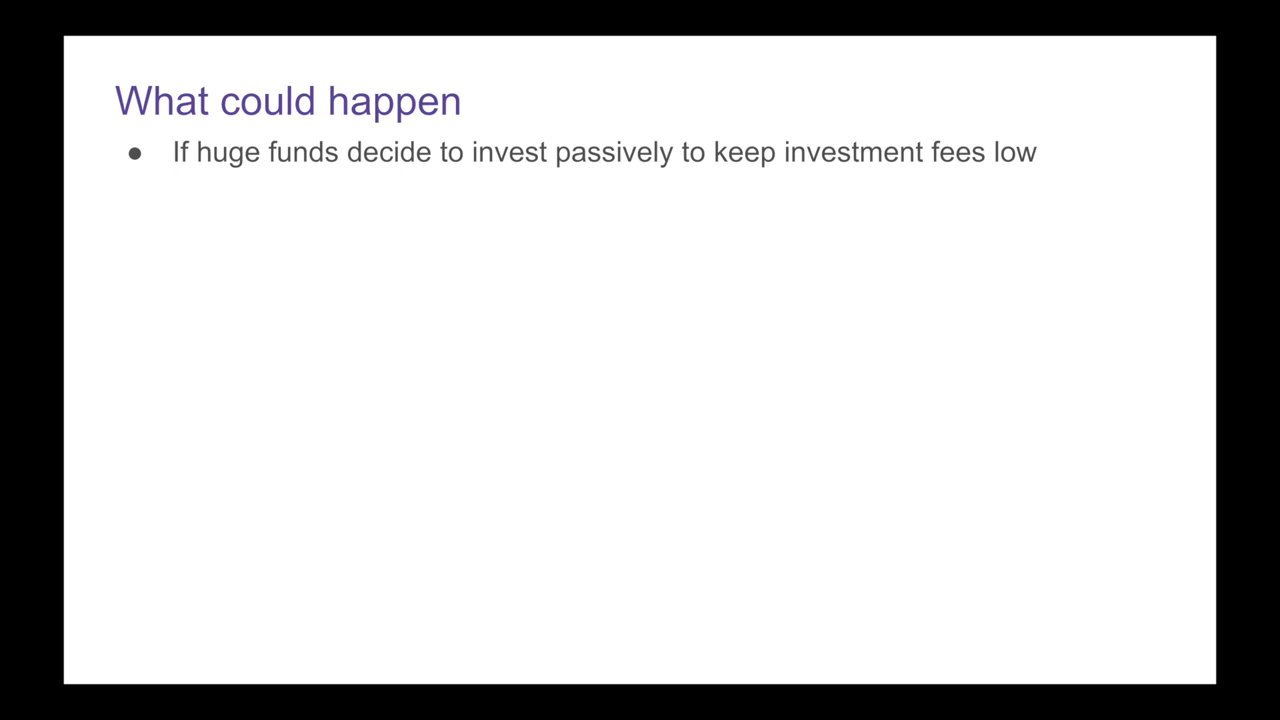 What could happen
● If huge funds decide to invest passively to keep investment fees low